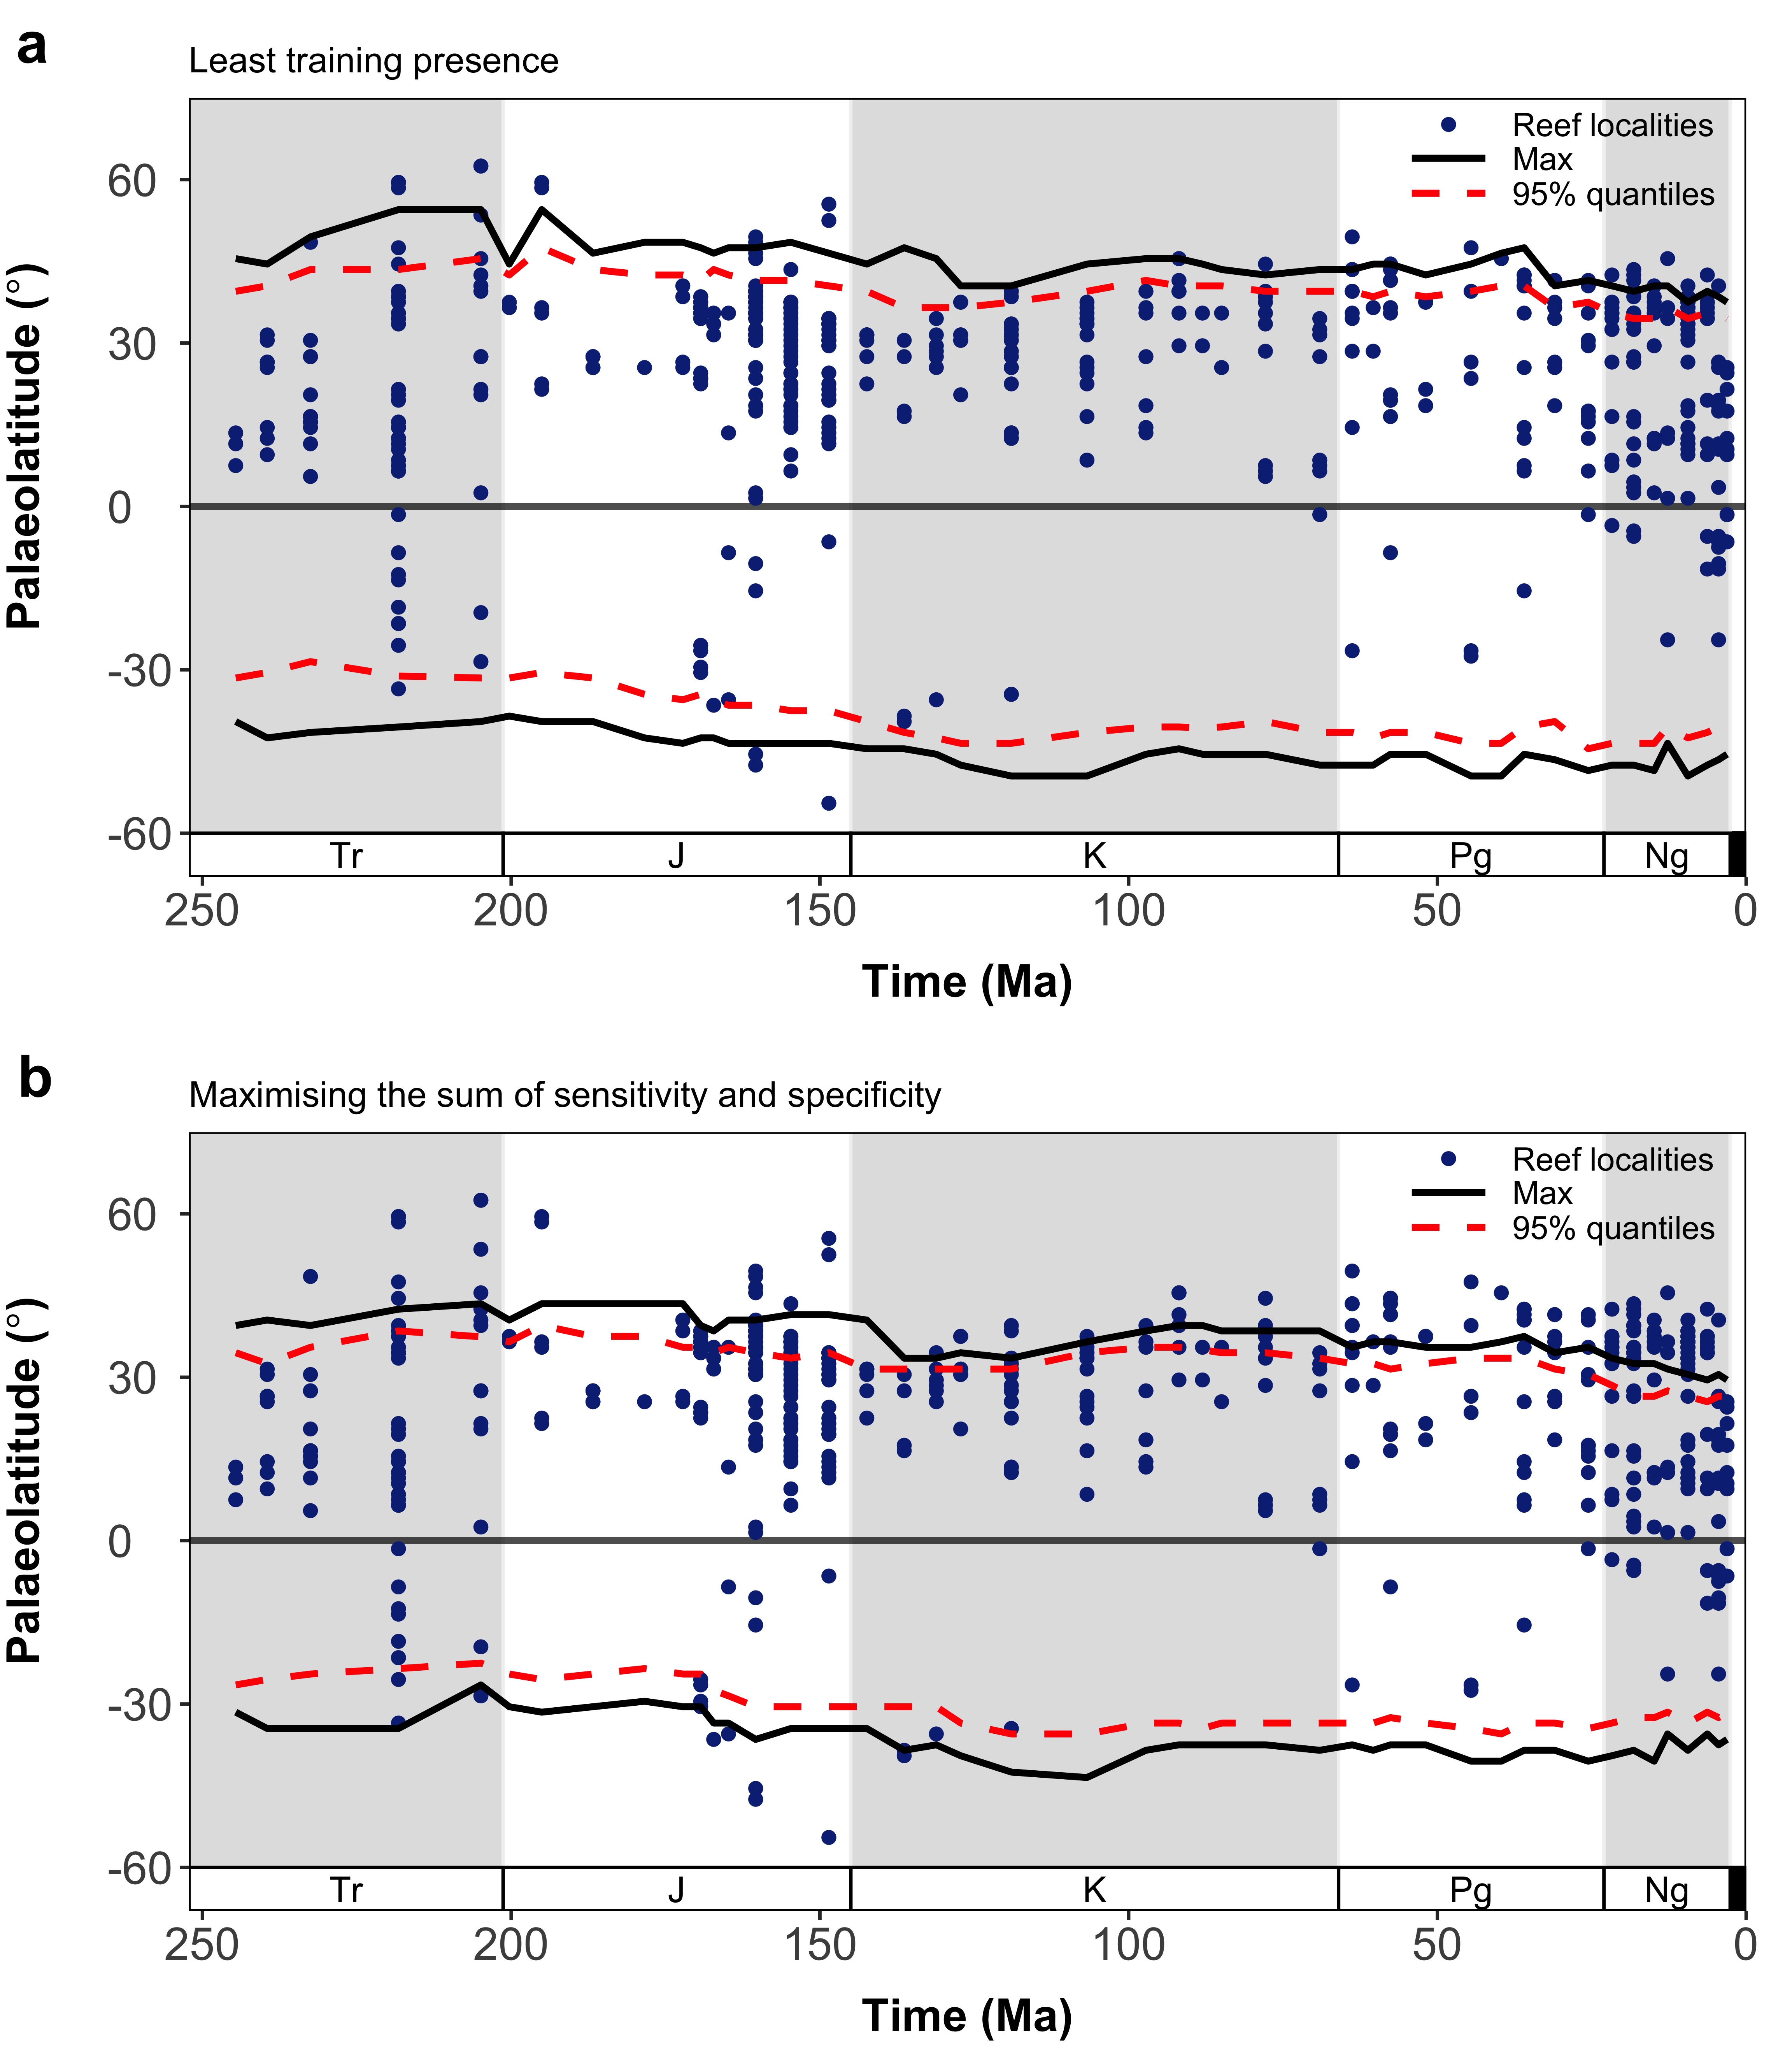 a
Least training presence
Reef localities
Max
95% quantiles
60
30
0
-30
-60
Palaeolatitude (°)
Tr J K Pg Ng
250 200 150 100 50 0
Time (Ma)
b
Maximising the sum of sensitivity and specificity
Reef localities
Max
95% quantiles
60
30
0
-30
-60
Palaeolatitude (°)
Tr J K Pg Ng
250 200 150 100 50 0
Time (Ma)